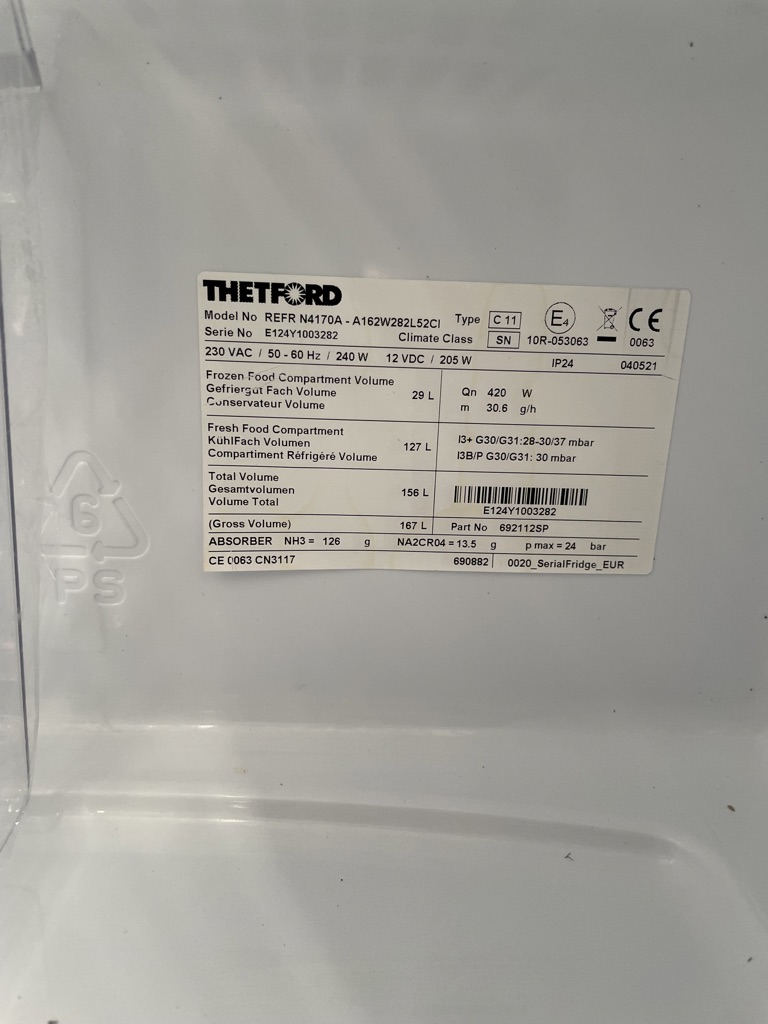 THETFORD
Model No REFR N4170A - A162W282L52CI Type C 11 E4 CE
Serie No E124Y1003282 Climate Class SN 10R-053063 0063
230 VAC / 50 - 60 Hz / 240 W 12 VDC / 205 W IP24 040521
Frozen Food Compartment Volume
Gefriergut Fach Volume 29 L Qn 420 W
Conservateur Volume m 30.6 g/h
Fresh Food Compartment
KühlFach Volumen 127 L I3+ G30/G31:28-30/37 mbar
Compartiment Réfrigéré Volume I3B/P G30/G31: 30 mbar
Total Volume
Gesamtvolumen 156 L
Volume Total E124Y1003282
(Gross Volume) 167 L Part No 692112SP
ABSORBER NH3 = 126 g NA2CR04 = 13.5 g p max = 24 bar
CE 0063 CN3117 690882 0020_SerialFridge_EUR
6
PS